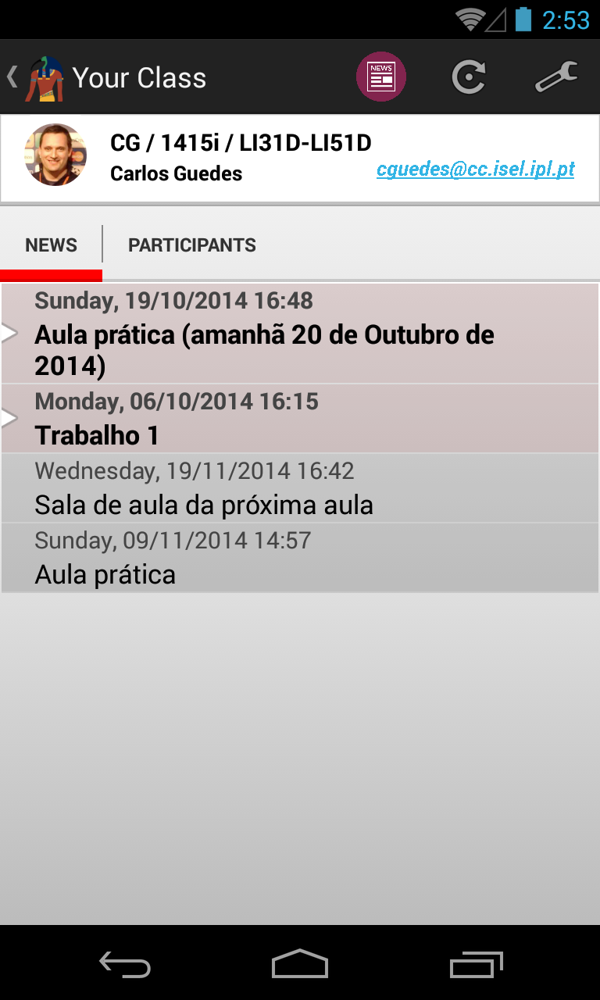 2:53
Your Class
NEWS
CG / 1415i / LI31D-LI51D
Carlos Guedes
cguedes@cc.isel.ipl.pt
NEWS
PARTICIPANTS
Sunday, 19/10/2014 16:48
Aula prática (amanhã 20 de Outubro de
2014)
Monday, 06/10/2014 16:15
Trabalho 1
Wednesday, 19/11/2014 16:42
Sala de aula da próxima aula
Sunday, 09/11/2014 14:57
Aula prática